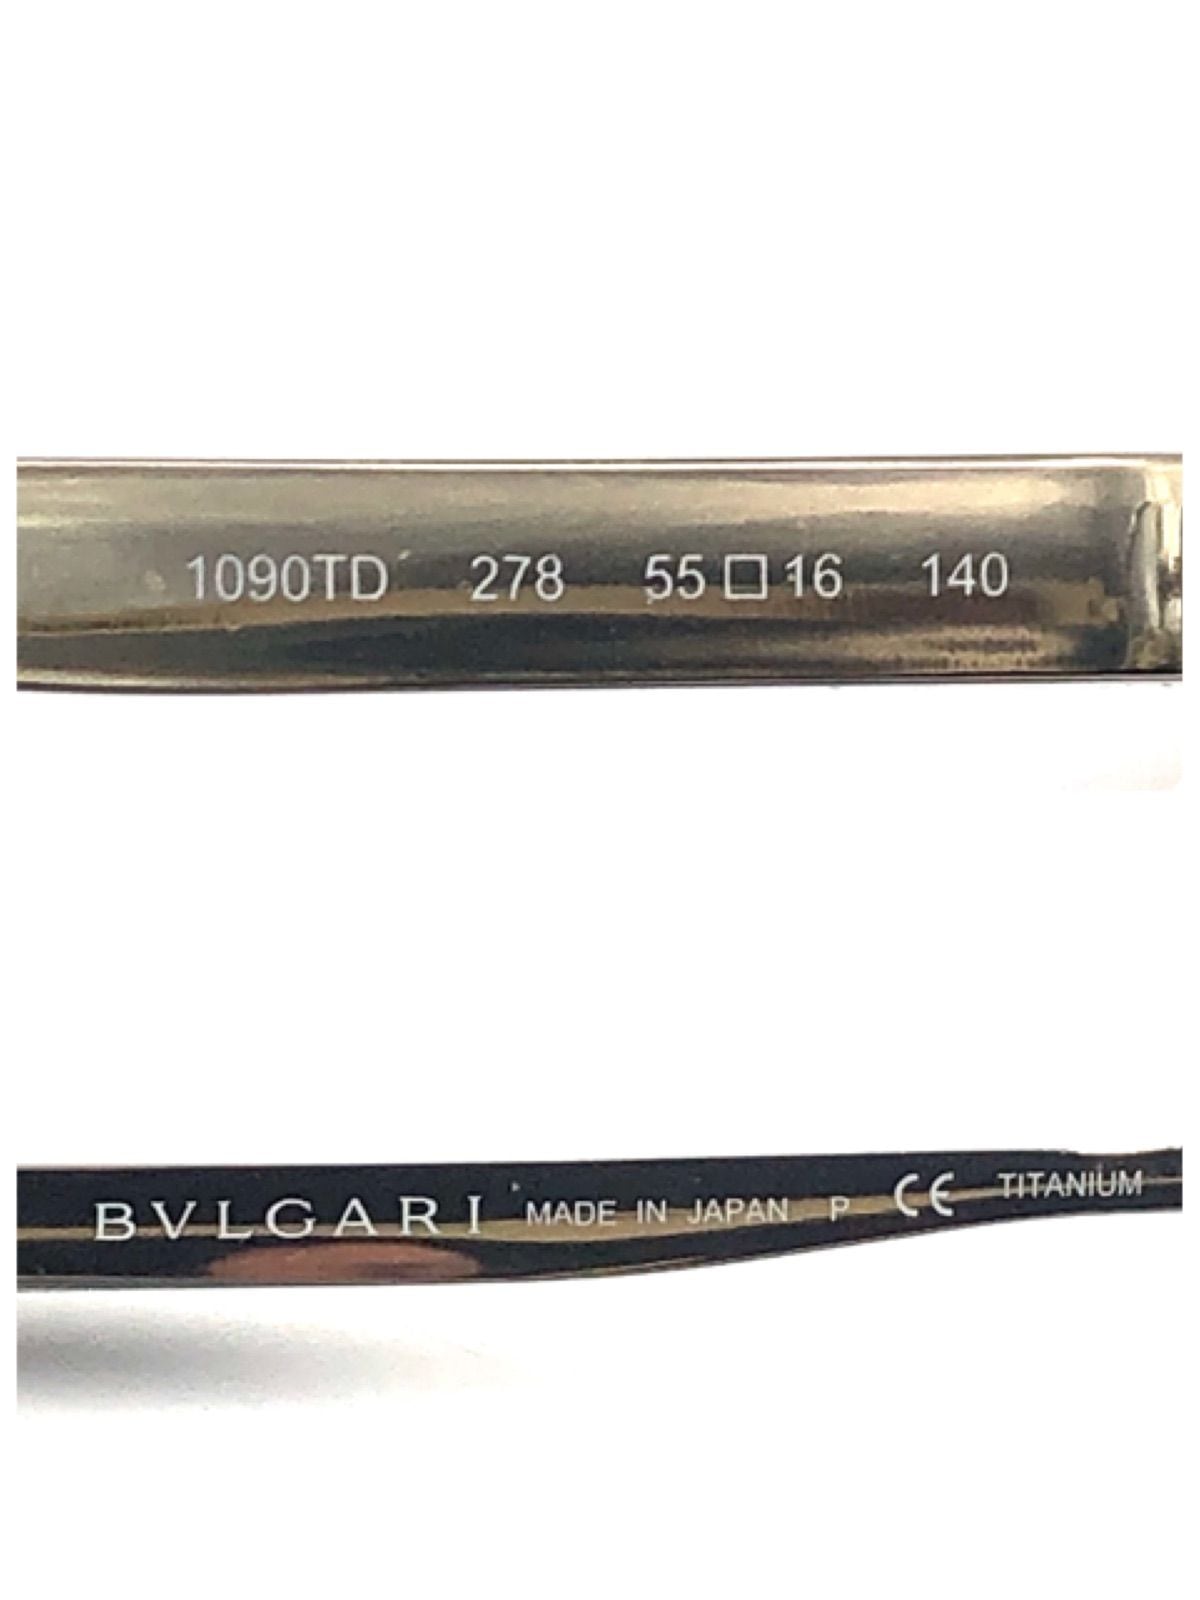 1090TD 278 55□16 140
BVLGARI MADE IN JAPAN P CE TITANIUM